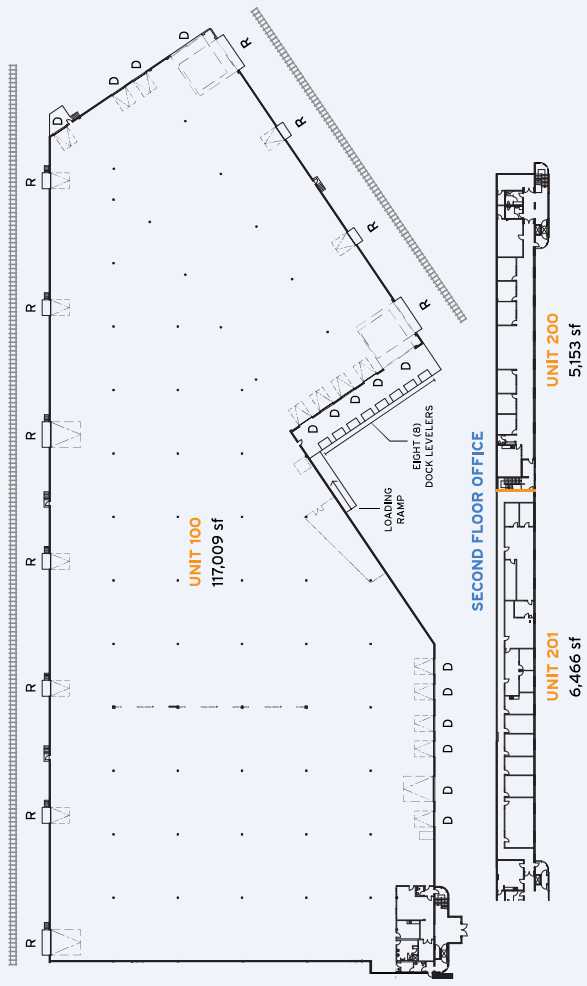 D
R
D
D
D
R
R
R
R
R
R
R
D
D
D
D
D
R
R
R
R
EIGHT (8)
DOCK LEVELERS
LOADING
RAMP
UNIT 100
117,009 sf
D
D
D
D
D
D
SECOND FLOOR OFFICE
UNIT 200
5,153 sf
UNIT 201
6,466 sf